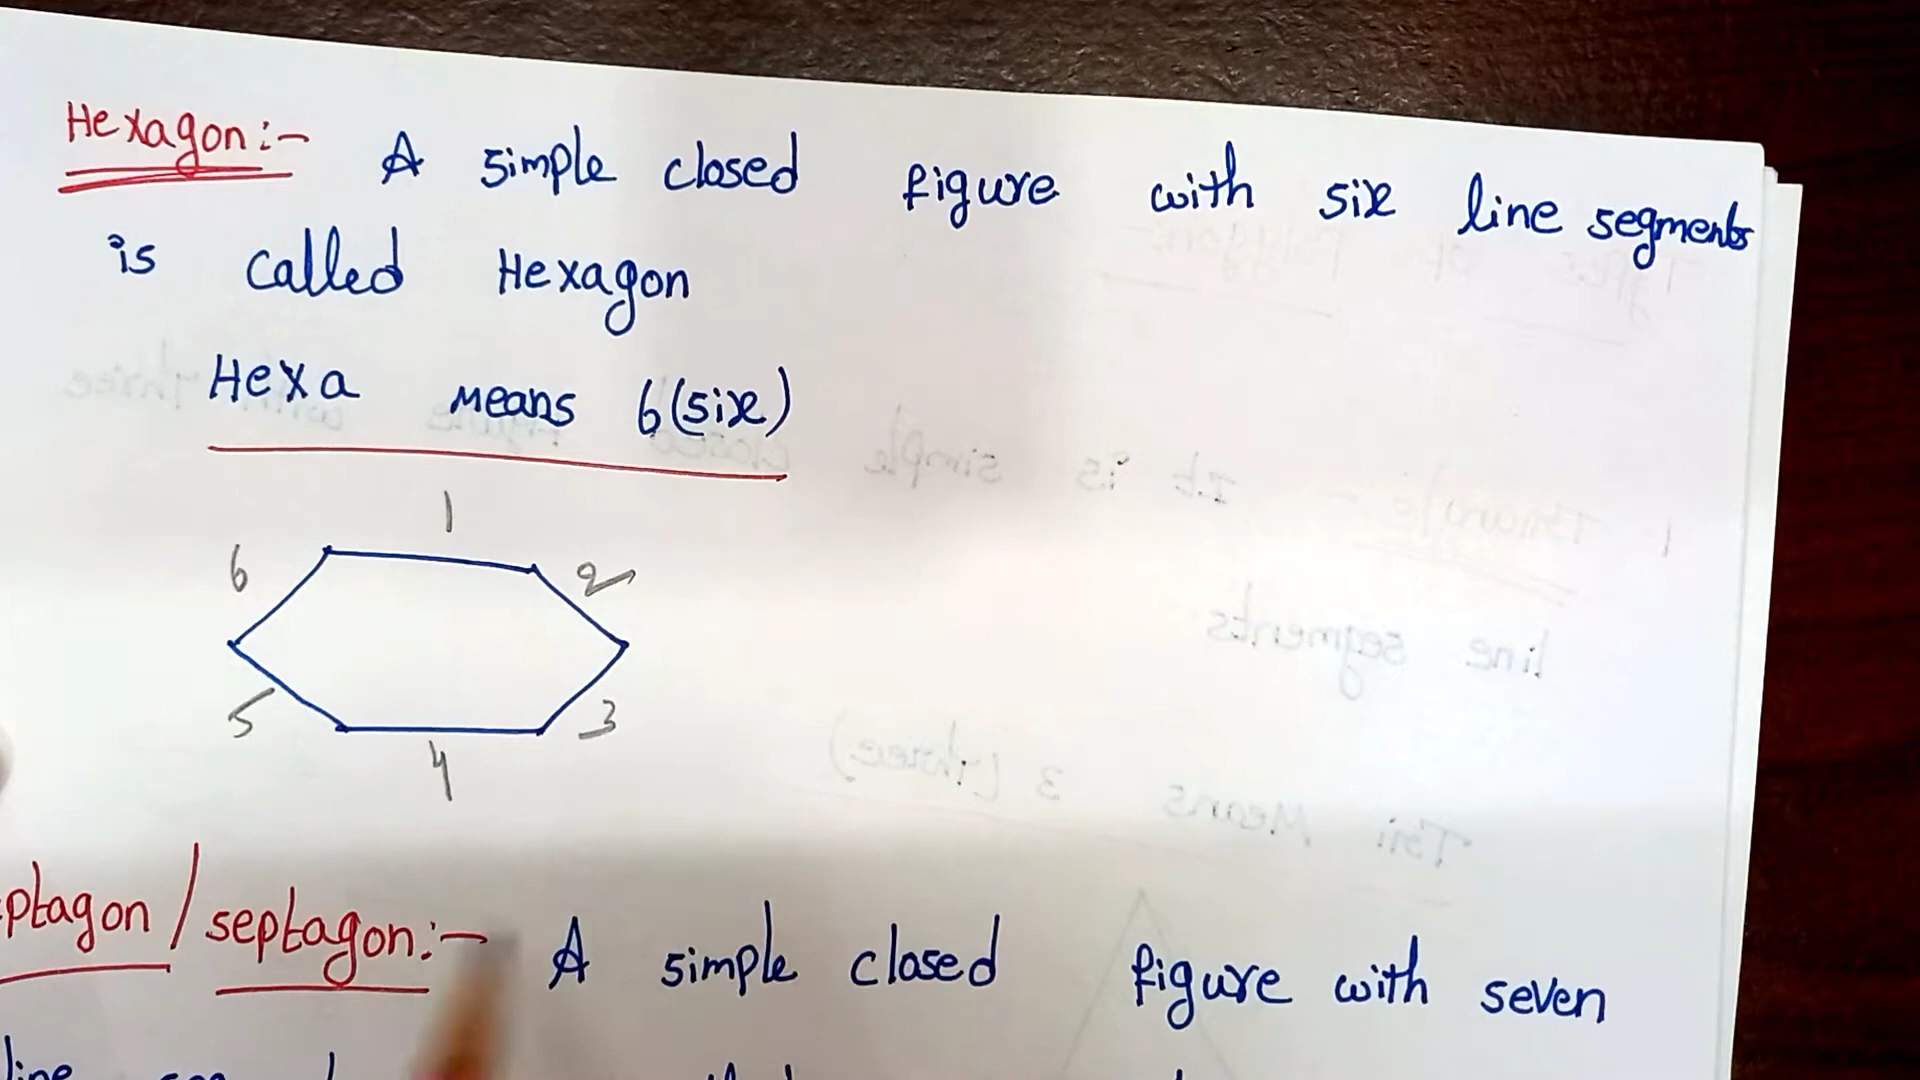 Hexagon:- A simple closed figure with six line segments
is called Hexagon
Hexa means 6(six)
1
6 2
5 3
4
ptagon / septagon:- A simple closed figure with seven
line